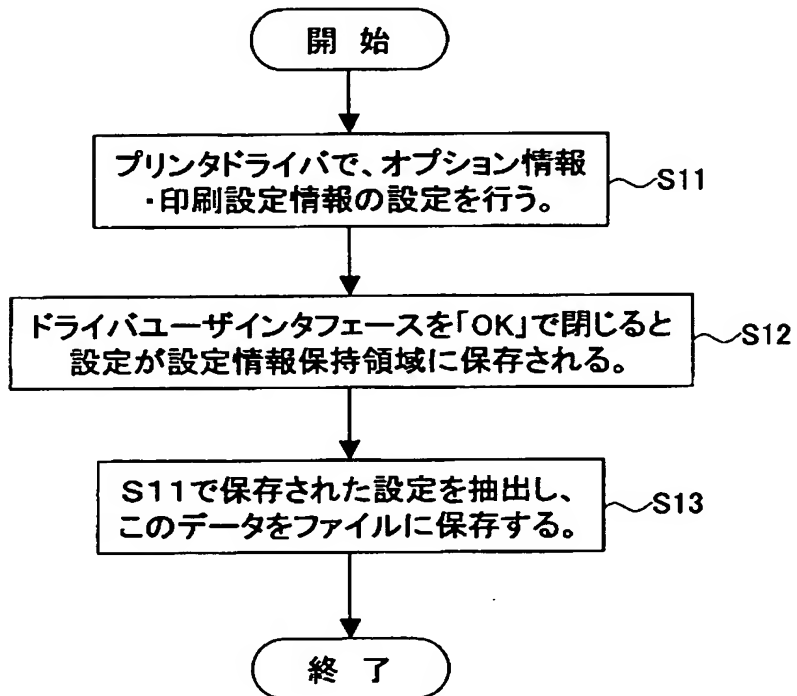 開 始
プリンタドライバで、オプション情報
・印刷設定情報の設定を行う。
S11
ドライバユーザインタフェースを「OK」で閉じると
設定が設定情報保持領域に保存される。
S12
S11で保存された設定を抽出し、
このデータをファイルに保存する。
S13
終 了